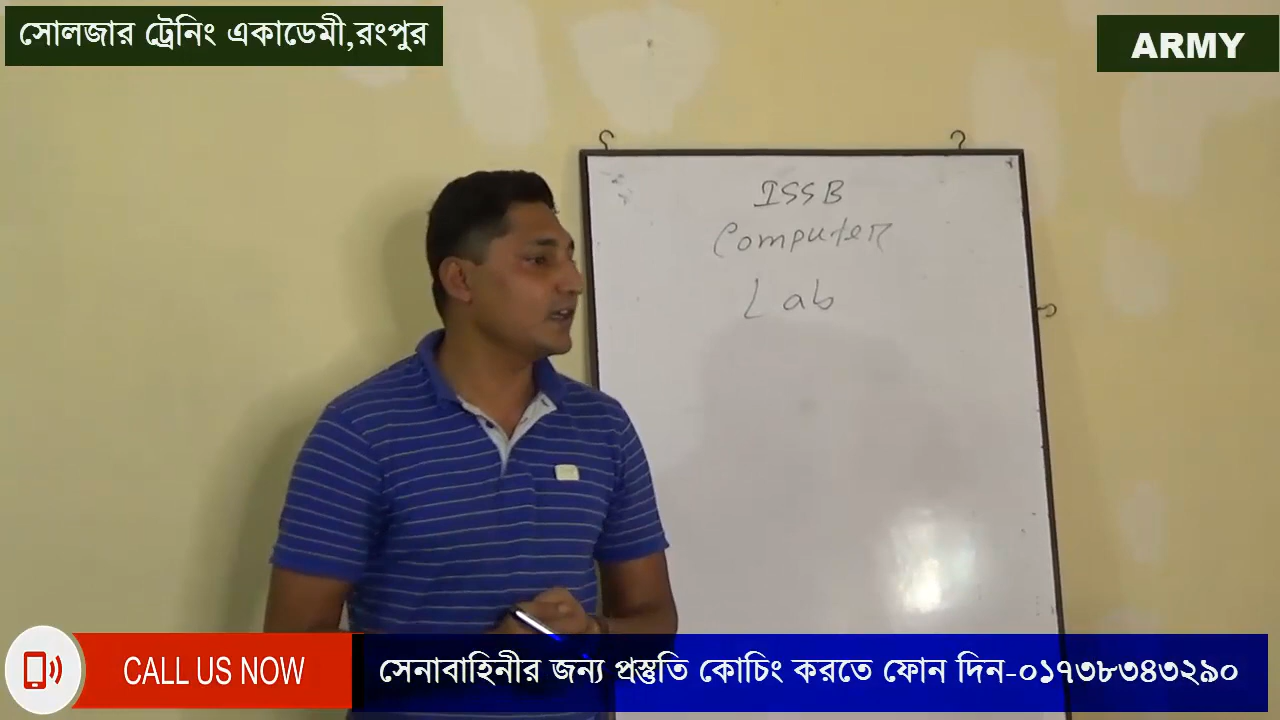 সোলজার ট্রেনিং একাডেমী,রংপুর
ARMY
ISSB
Computer
Lab
CALL US NOW
সেনাবাহিনীর জন্য প্রস্তুতি কোচিং করতে ফোন দিন-০১৭৩৮৩৪৩২৯০